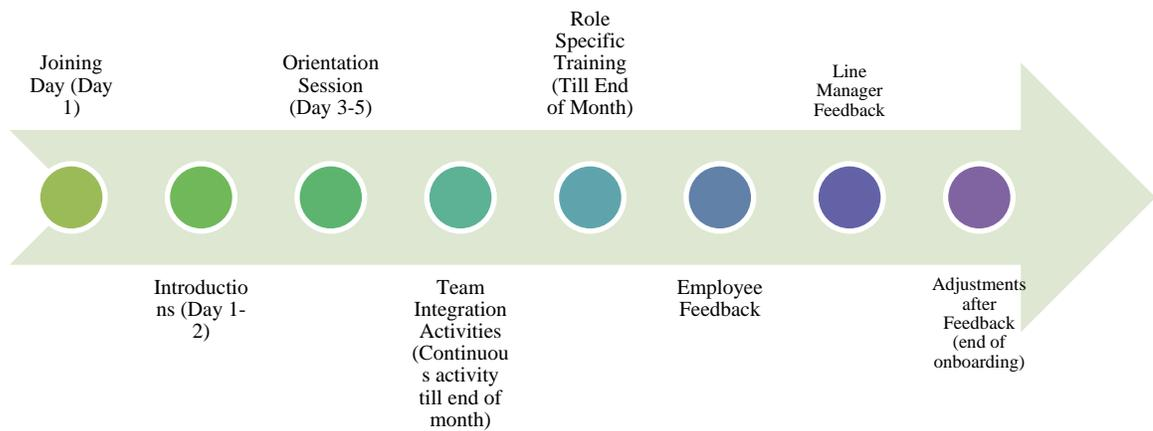 Joining
Day (Day
1)
Introductio
ns (Day 1-
2)
Orientation
Session
(Day 3-5)
Team
Integration
Activities
(Continuou
s activity
till end of
month)
Role
Specific
Training
(Till End
of Month)
Employee
Feedback
Line
Manager
Feedback
Adjustments
after
Feedback
(end of
onboarding)